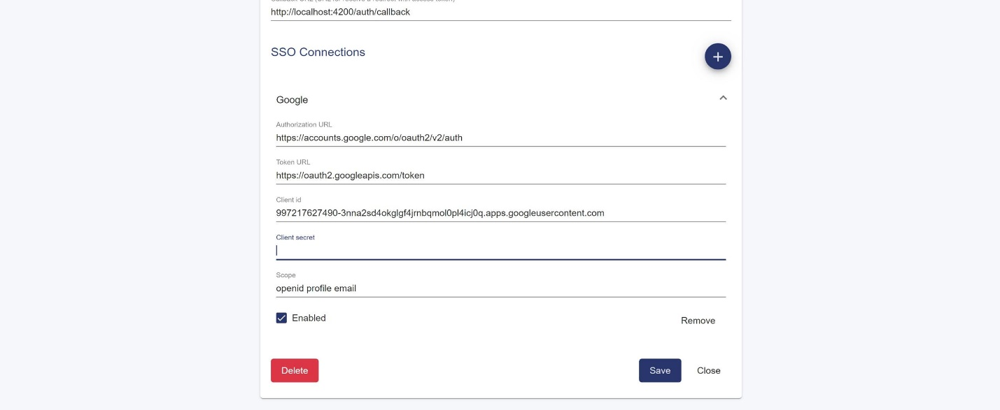 http://localhost:4200/auth/callback
SSO Connections
+
Google
Authorization URL
https://accounts.google.com/o/oauth2/v2/auth
Token URL
https://oauth2.googleapis.com/token
Client id
997217627490-3nna2sd4okglgf4jrnbqmol0pl4icj0q.apps.googleusercontent.com
Client secret
Scope
openid profile email
Enabled
Remove
Delete
Save
Close